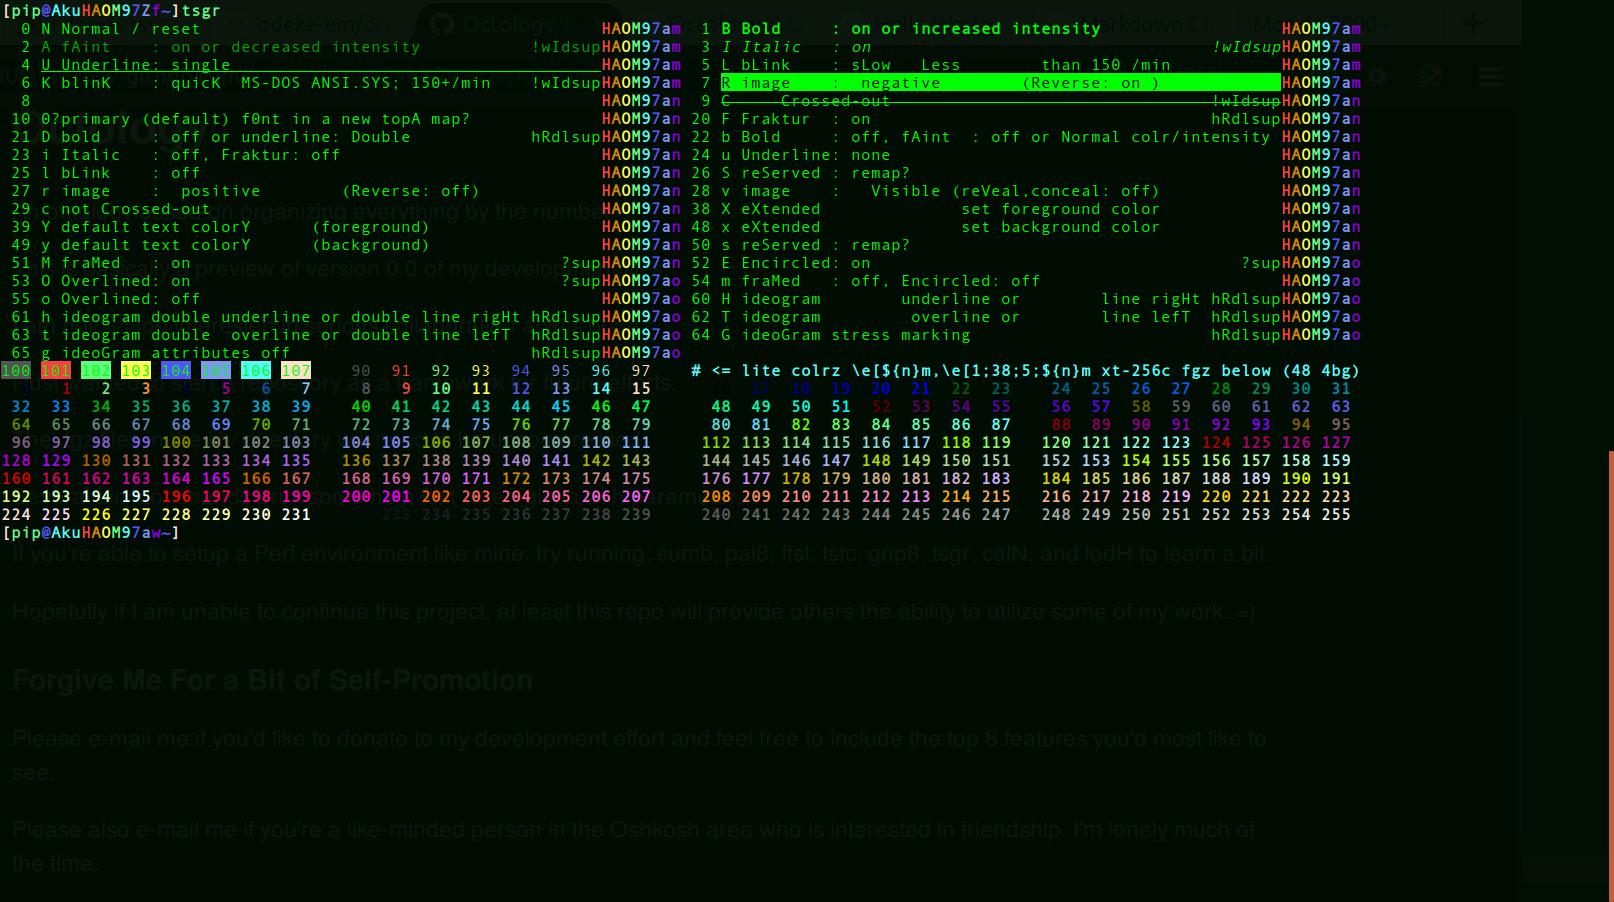 [pip@AkuHAOM97Zf~]tsgr
0 N Normal / reset HAOM97am 1 B Bold : on or increased intensity HAOM97am
2 A fAint : on or decreased intensity !wIdsupHAOM97am 3 I Italic : on !wIdsupHAOM97am
4 U Underline: single HAOM97am 5 L bLink : sLow Less than 150 /min HAOM97am
6 K blinK : quicK MS-DOS ANSI.SYS; 150+/min !wIdsupHAOM97am 7 R image : negative (Reverse: on ) HAOM97am
8 HAOM97an 9 C Crossed-out !wIdsupHAOM97an
10 0?primary (default) f0nt in a new topA map? HAOM97an 20 F Fraktur : on hRdlsupHAOM97an
21 D bold : off or underline: Double hRdlsupHAOM97an 22 b Bold : off, fAint : off or Normal colr/intensity HAOM97an
23 i Italic : off, Fraktur: off HAOM97an 24 u Underline: none HAOM97an
25 l bLink : off HAOM97an 26 S reServed : remap? HAOM97an
27 r image : positive (Reverse: off) HAOM97an 28 v image : Visible (reVeal,conceal: off) HAOM97an
29 c not Crossed-out HAOM97an 38 X eXtended set foreground color HAOM97an
39 Y default text colorY (foreground) HAOM97an 48 x eXtended set background color HAOM97an
49 y default text colorY (background) HAOM97an 50 s reServed : remap? HAOM97an
51 M fraMed : on ?supHAOM97an 52 E Encircled: on ?supHAOM97ao
53 O Overlined: on ?supHAOM97ao 54 m fraMed : off, Encircled: off HAOM97ao
55 o Overlined: off HAOM97ao 60 H ideogram underline or line rigHt hRdlsupHAOM97ao
61 h ideogram double underline or double line rigHt hRdlsupHAOM97ao 62 T ideogram overline or line lefT hRdlsupHAOM97ao
63 t ideogram double overline or double line lefT hRdlsupHAOM97ao 64 G ideoGram stress marking hRdlsupHAOM97ao
65 g ideoGram attributes off hRdlsupHAOM97ao
100 101 102 103 104 105 106 107 90 91 92 93 94 95 96 97 # <= lite colrz \e[${n}m,\e[1;38;5;${n}m xt-256c fgz below (48 4bg)
1 2 3 5 6 7 8 9 10 11 12 13 14 15 17 18 19 20 21 22 23 24 25 26 27 28 29 30 31
32 33 34 35 36 37 38 39 40 41 42 43 44 45 46 47 48 49 50 51 52 53 54 55 56 57 58 59 60 61 62 63
64 65 66 67 68 69 70 71 72 73 74 75 76 77 78 79 80 81 82 83 84 85 86 87 88 89 90 91 92 93 94 95
96 97 98 99 100 101 102 103 104 105 106 107 108 109 110 111 112 113 114 115 116 117 118 119 120 121 122 123 124 125 126 127
128 129 130 131 132 133 134 135 136 137 138 139 140 141 142 143 144 145 146 147 148 149 150 151 152 153 154 155 156 157 158 159
160 161 162 163 164 165 166 167 168 169 170 171 172 173 174 175 176 177 178 179 180 181 182 183 184 185 186 187 188 189 190 191
192 193 194 195 196 197 198 199 200 201 202 203 204 205 206 207 208 209 210 211 212 213 214 215 216 217 218 219 220 221 222 223
224 225 226 227 228 229 230 231 233 234 235 236 237 238 239 240 241 242 243 244 245 246 247 248 249 250 251 252 253 254 255
[pip@AkuHAOM97aw~]
If you're able to setup a Perl environment like mine, try running: sumb, pal8, flst, tstc, gnp8, tsgr, calN, and lodH to learn a bit.
Hopefully if I am unable to continue this project, at least this repo will provide others the ability to utilize some of my work. =)
Forgive Me For a Bit of Self-Promotion
Please e-mail me if you'd like to donate to my development effort and feel free to include the top 8 features you'd most like to
see.
Please also e-mail me if you're a like-minded person in the Oshkosh area who is interested in friendship. I'm lonely much of
the time.